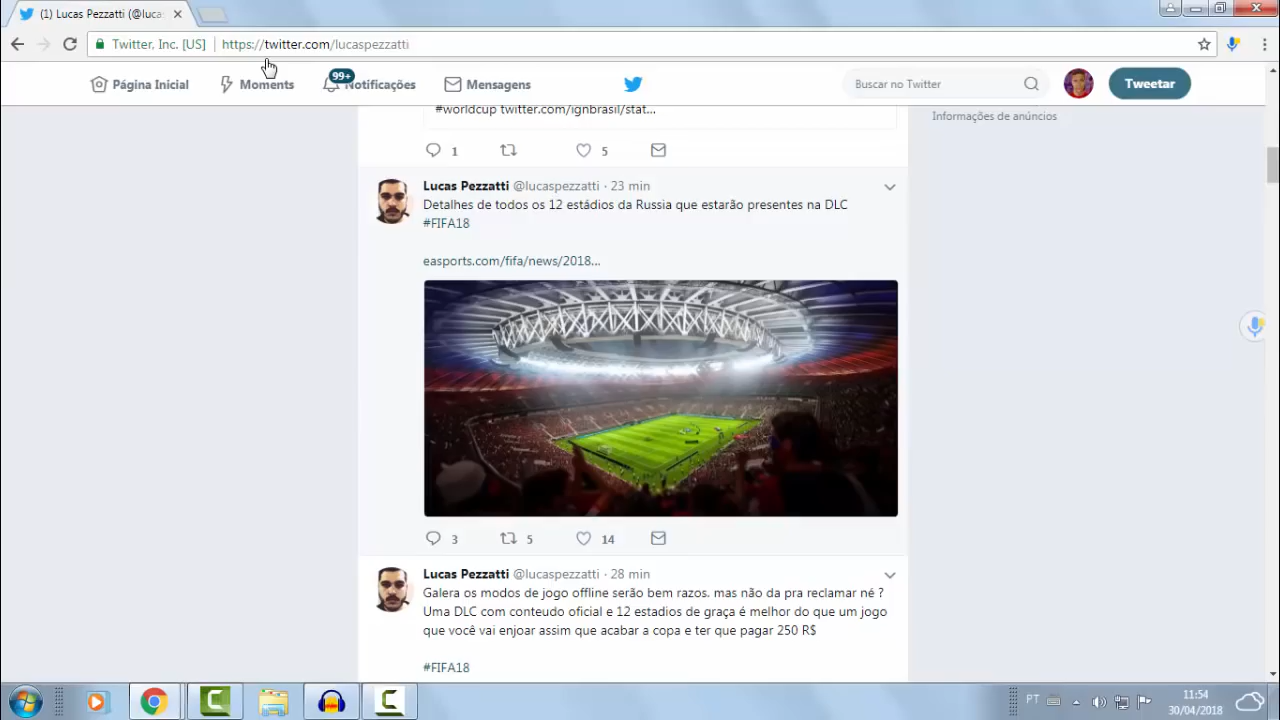 (1) Lucas Pezzatti (@luca
Twitter, Inc. [US]
https://twitter.com/lucaspezzatti
Página Inicial
Moments
99+
Notificações
Mensagens
Buscar no Twitter
Tweetar
#worldcup twitter.com/ignbrasil/stat...
Informações de anúncios
1
5
Lucas Pezzatti @lucaspezzatti · 23 min
Detalhes de todos os 12 estádios da Russia que estarão presentes na DLC
#FIFA18
easports.com/fifa/news/2018...
3
5
14
Lucas Pezzatti @lucaspezzatti · 28 min
Galera os modos de jogo offline serão bem razos. mas não da pra reclamar né ?
Uma DLC com conteudo oficial e 12 estadios de graça é melhor do que um jogo
que você vai enjoar assim que acabar a copa e ter que pagar 250 R$
#FIFA18
PT
11:54
30/04/2018